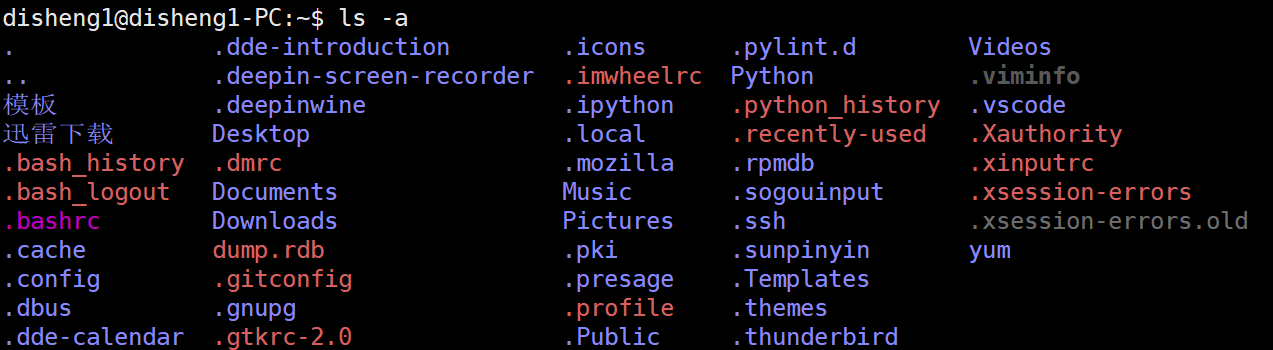 disheng1@disheng1-PC:~$ ls -a
. .dde-introduction .icons .pylint.d Videos
.. .deepin-screen-recorder .imwheelrc Python .viminfo
模板 .deepinwine .ipython .python_history .vscode
迅雷下载 Desktop .local .recently-used .Xauthority
.bash_history .dmrc .mozilla .rpmdb .xinputrc
.bash_logout Documents Music .sogouinput .xsession-errors
.bashrc Downloads Pictures .ssh .xsession-errors.old
.cache dump.rdb .pki .sunpinyin yum
.config .gitconfig .presage .Templates
.dbus .gnupg .profile .themes
.dde-calendar .gtkrc-2.0 .Public .thunderbird